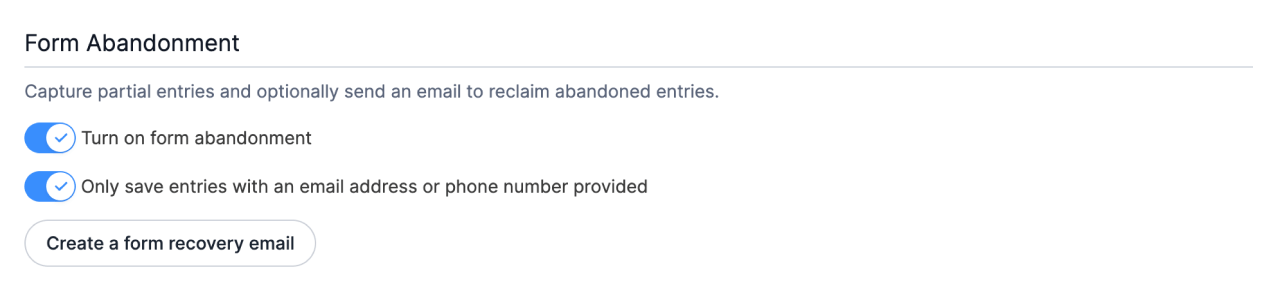 Form Abandonment
Capture partial entries and optionally send an email to reclaim abandoned entries.
Turn on form abandonment
Only save entries with an email address or phone number provided
Create a form recovery email